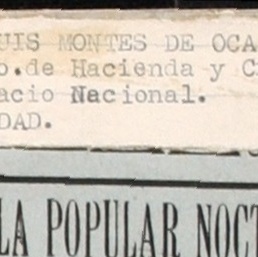 UIS MONTES DE OCA
o.de Hacienda y C
acio Nacional.
DAD.
LA POPULAR NOCT